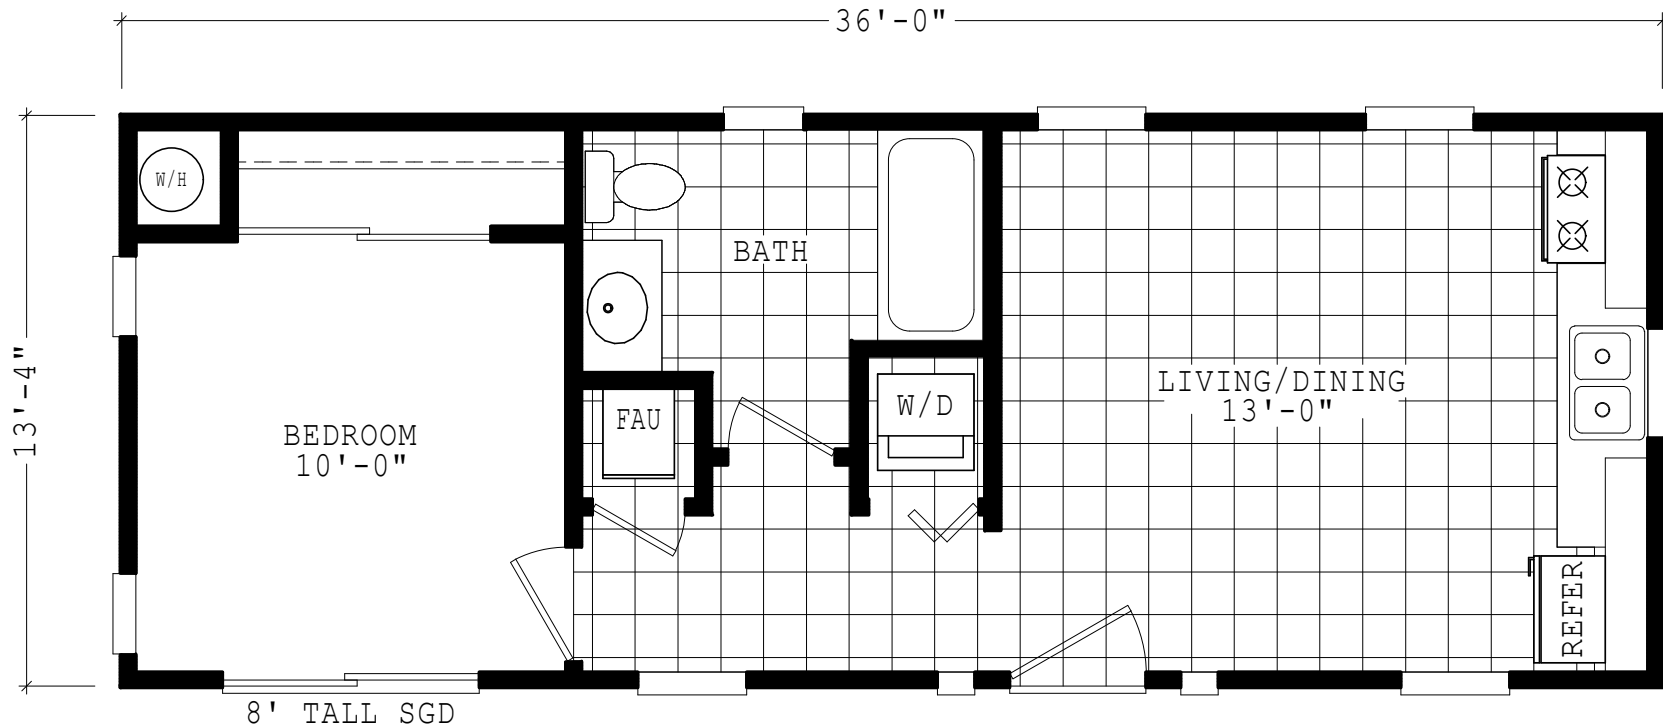 36'-0"
W/H
BATH
13'-4"
LIVING/DINING
13'-0"
W/D
FAU
BEDROOM
10'-0"
REFER
8' TALL SGD